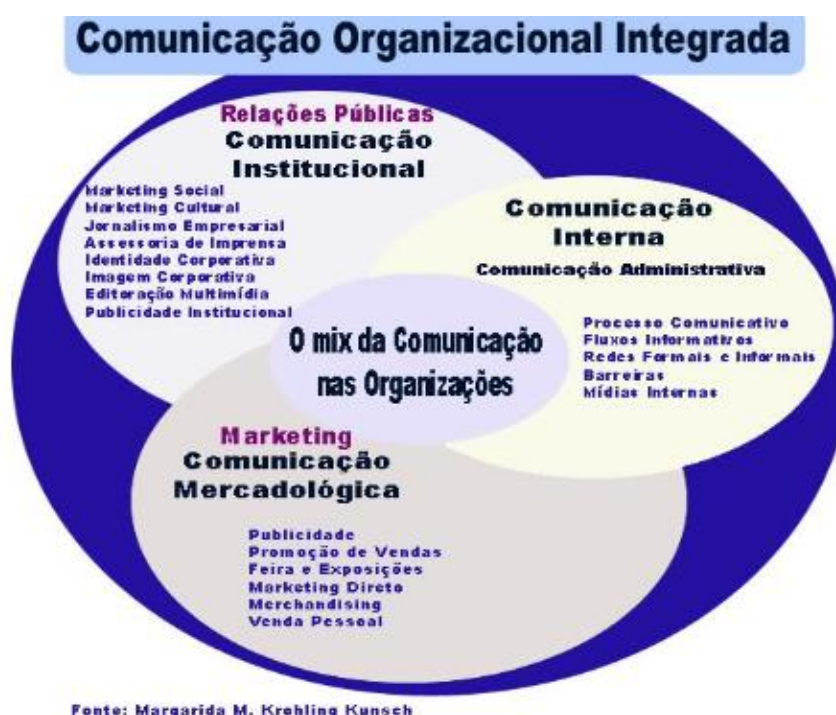 Comunicação Organizacional Integrada
Relações Públicas
Comunicação
Institucional
Marketing Social
Marketing Cultural
Jornalismo Empresarial
Assessoria de Imprensa
Identidade Corporativa
Imagem Corporativa
Editoração Multimídia
Publicidade Institucional
Comunicação
Interna
Comunicação Administrativa
Processo Comunicativo
Fluxos Informativos
Redes Formais e Informais
Barreiras
Mídias Internas
O mix da Comunicação
nas Organizações
Marketing
Comunicação
Mercadológica
Publicidade
Promoção de Vendas
Feira e Exposições
Marketing Direto
Merchandising
Venda Pessoal
Fonte: Margarida M. Krohling Kunsch